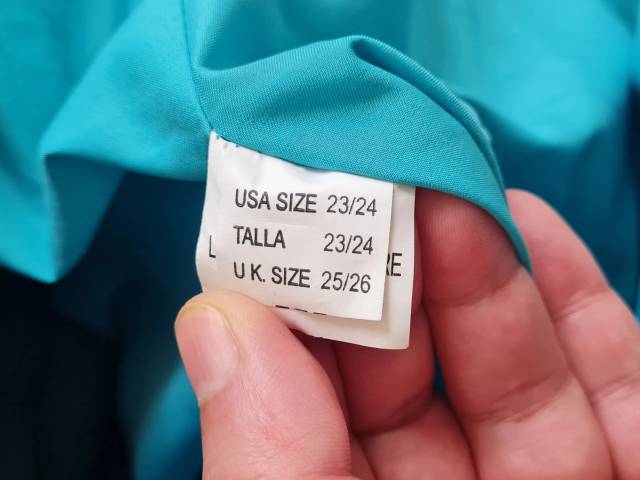 USA SIZE 23/24
TALLA 23/24
U K. SIZE 25/26